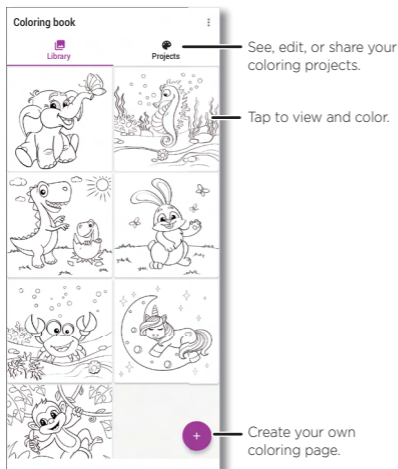 Coloring book
Library
Projects
See, edit, or share your
coloring projects.
Tap to view and color.
+
Create your own
coloring page.